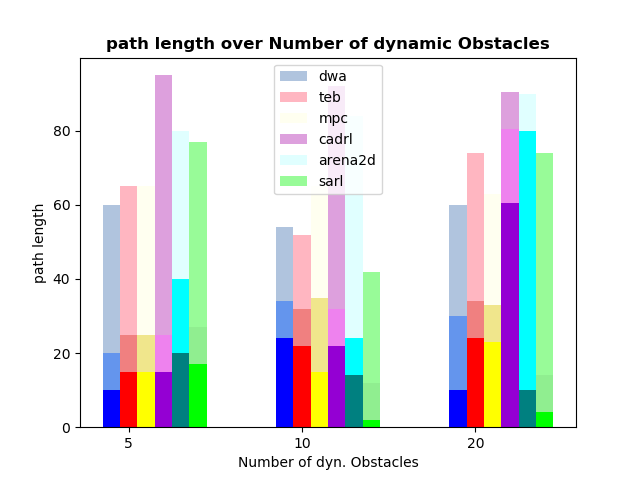 path length over Number of dynamic Obstacles
dwa
teb
mpc
cadrl
arena2d
sarl
path length
80
60
40
20
0
5
10
20
Number of dyn. Obstacles